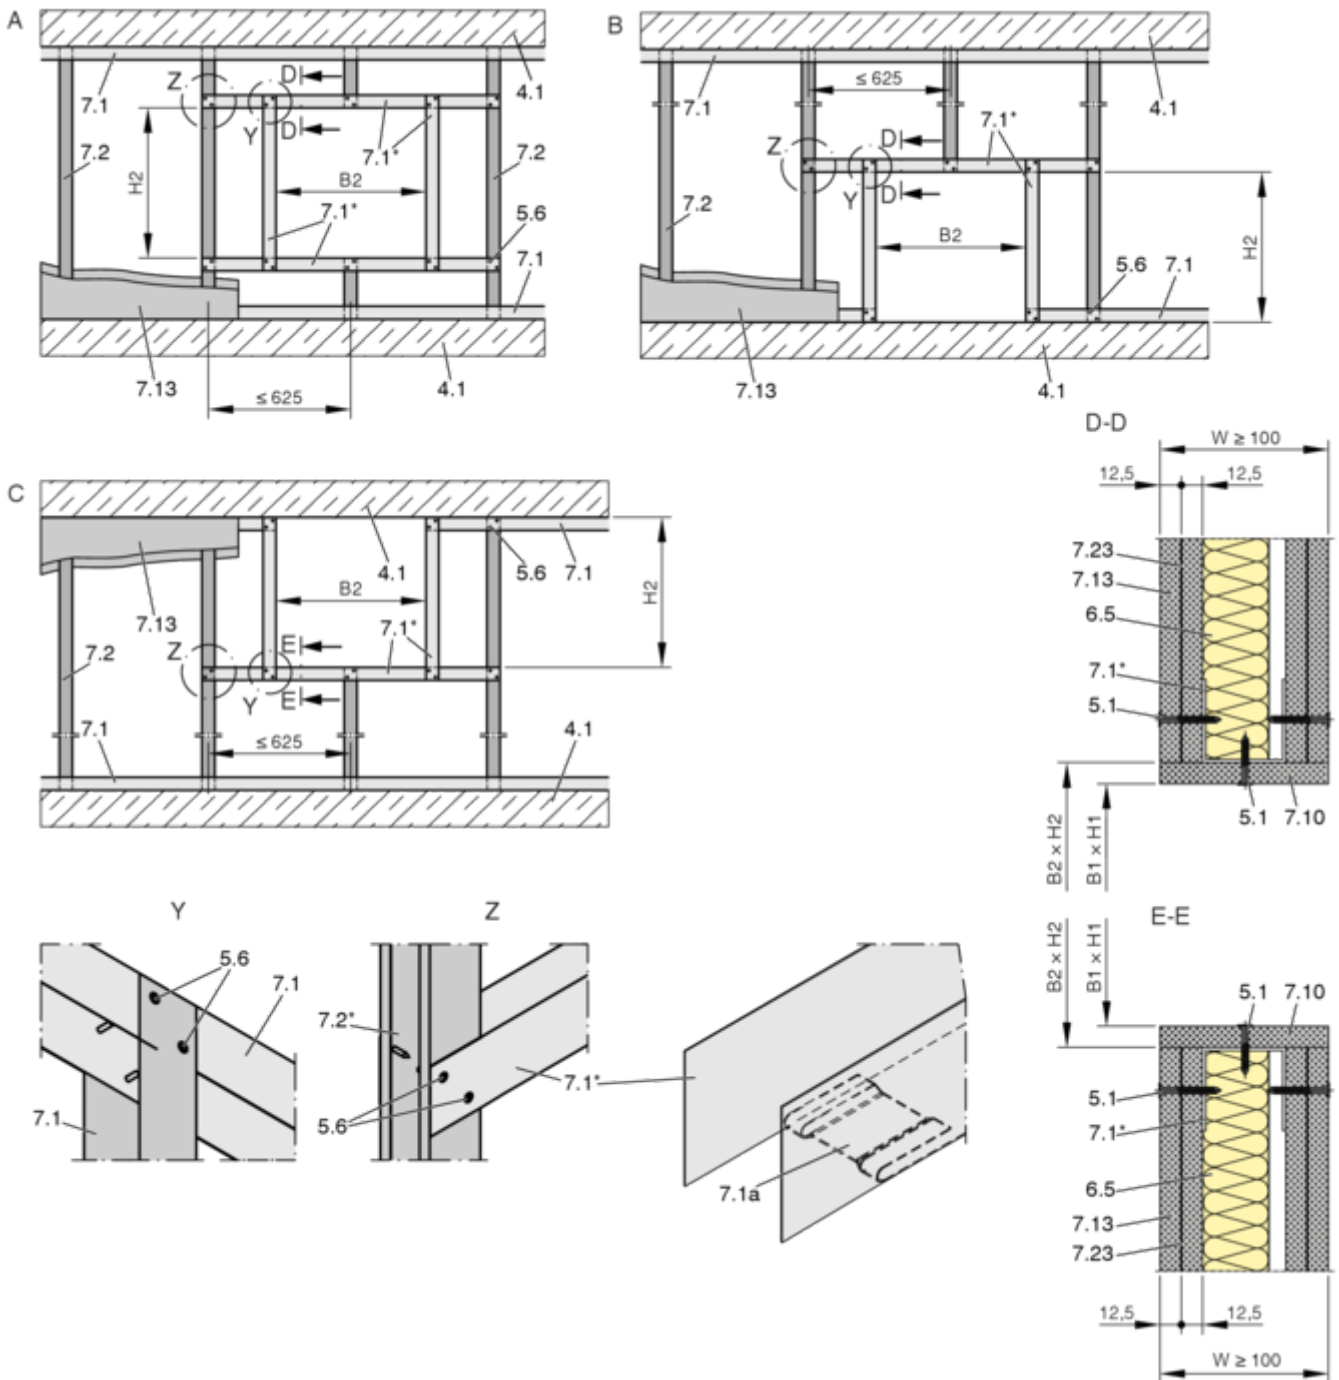 A
7.1
4.1
Z
D
D
Y
7.1*
7.2
H2
B2
7.2
7.1*
5.6
7.1
7.13
4.1
≤ 625
B
7.1
≤ 625
4.1
7.1*
Z
D
D
Y
7.2
B2
H2
5.6
7.1
7.13
4.1
C
4.1
5.6
7.1
B2
H2
7.13
7.1*
7.2
Z
E
E
Y
7.1
≤ 625
4.1
D-D
W ≥ 100
12,5
12,5
7.23
7.13
6.5
7.1*
5.1
5.1
7.10
B2 × H2
B1 × H1
E-E
B2 × H2
B1 × H1
5.1
7.10
5.1
7.1*
6.5
7.13
7.23
12,5
12,5
W ≥ 100
Y
5.6
7.1
7.1
Z
7.2*
7.1*
5.6
7.1a